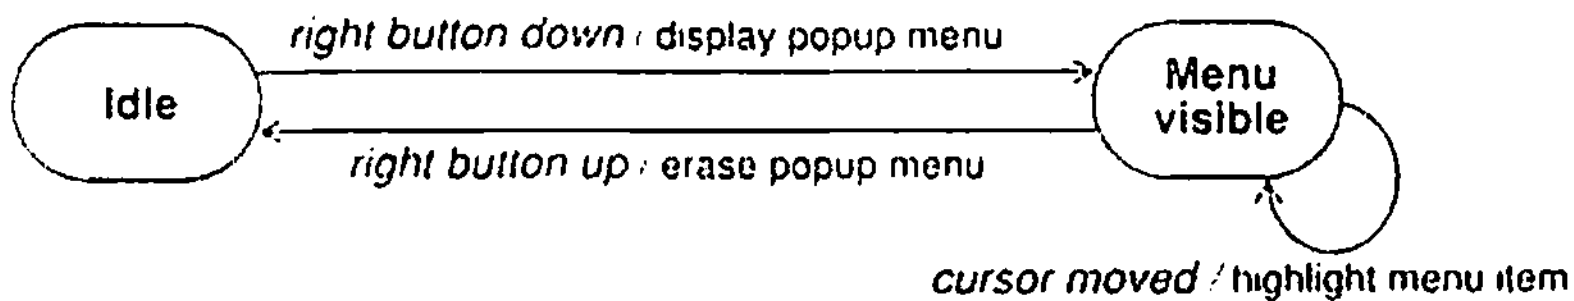 right button down / display popup menu
Idle
Menu
visible
right button up / erase popup menu
cursor moved / highlight menu item